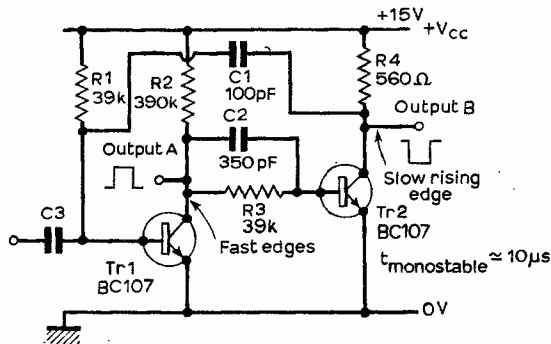 +15V
+VCC
R1
39k
R2
390k
C1
100pF
R4
560Ω
Output B
C2
350pF
Output A
Slow rising
edge
R3
39k
Tr2
BC107
C3
Fast edges
Tr1
BC107
tmonostable ≃ 10µs
0V